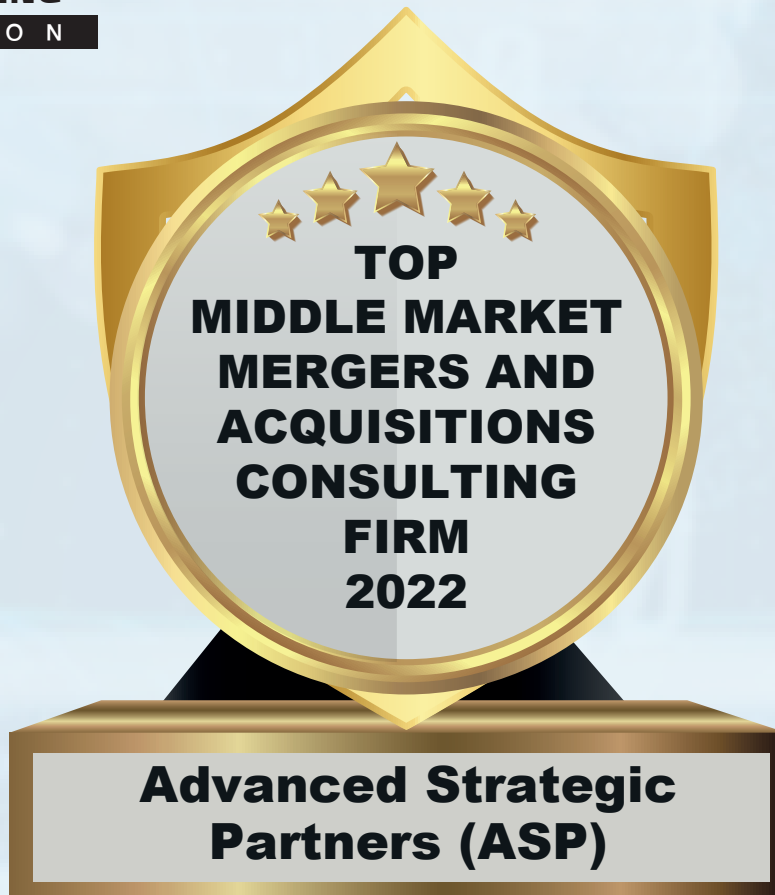 TOP
MIDDLE MARKET
MERGERS AND
ACQUISITIONS
CONSULTING
FIRM
2022
Advanced Strategic
Partners (ASP)